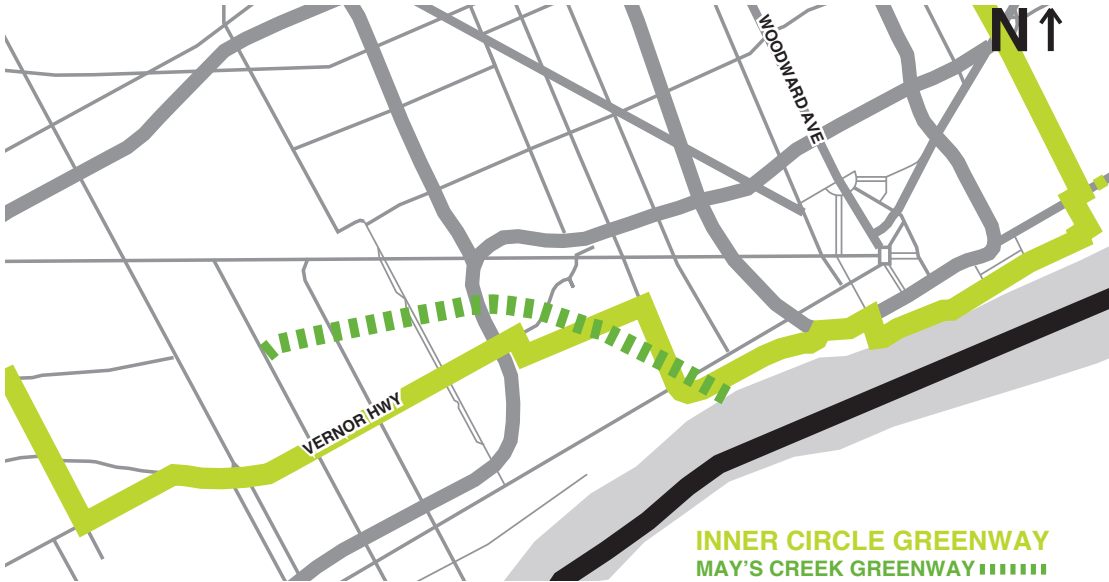 N↑
WOODWARD AVE
VERNOR HWY
INNER CIRCLE GREENWAY
MAY'S CREEK GREENWAY